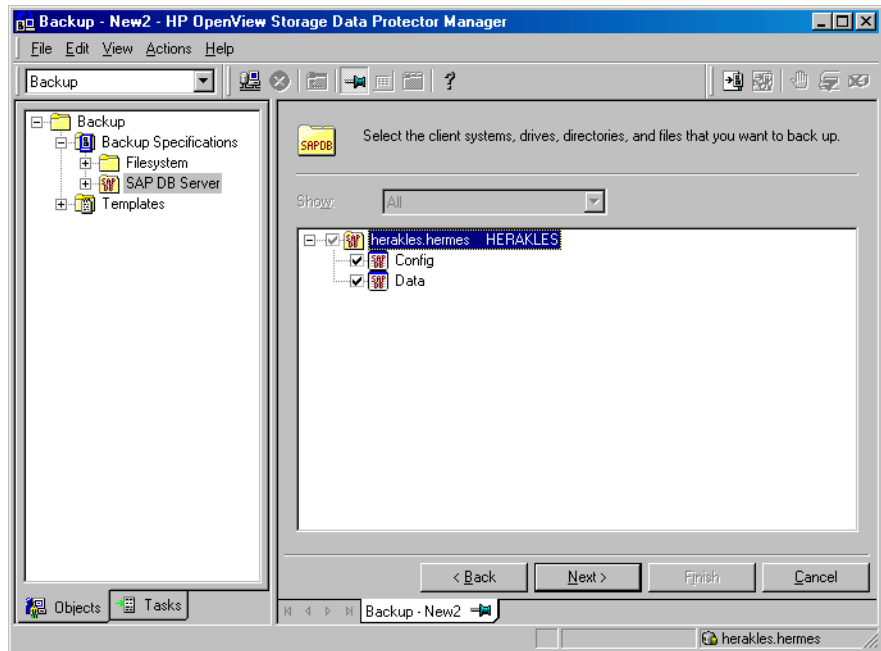 Backup - New2 - HP OpenView Storage Data Protector Manager
File Edit View Actions Help
Backup
?
Backup
Backup Specifications
Filesystem
SAP DB Server
Templates
SAPDB
Select the client systems, drives, directories, and files that you want to back up.
Show: All
herakles.hermes HERAKLES
Config
Data
< Back Next > Finish Cancel
Objects Tasks
Backup - New2
herakles.hermes